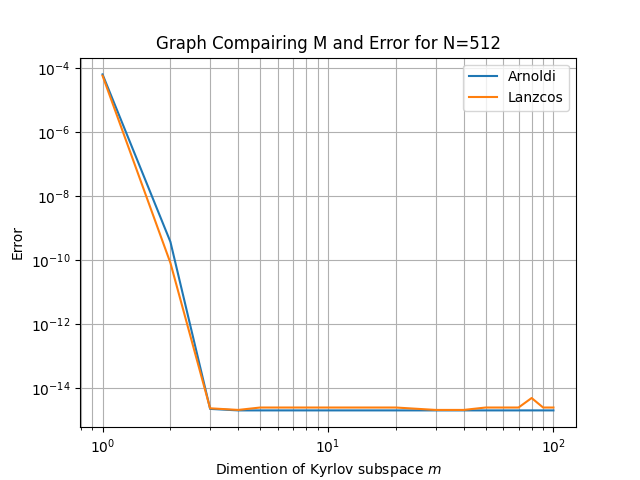 Graph Compairing M and Error for N=512
Arnoldi
Lanzcos
Error
10⁻⁴
10⁻⁶
10⁻⁸
10⁻¹⁰
10⁻¹²
10⁻¹⁴
10⁰
10¹
10²
Dimention of Kyrlov subspace m